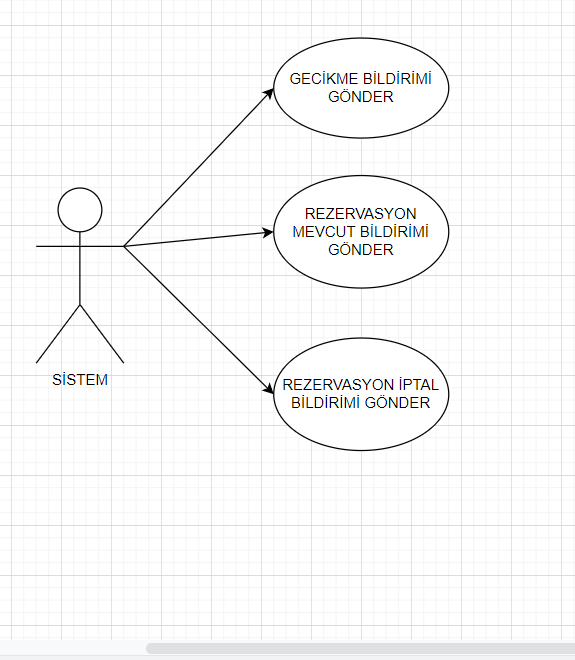 GECİKME BİLDİRİMİ
GÖNDER
REZERVASYON
MEVCUT BİLDİRİMİ
GÖNDER
SİSTEM
REZERVASYON İPTAL
BİLDİRİMİ GÖNDER